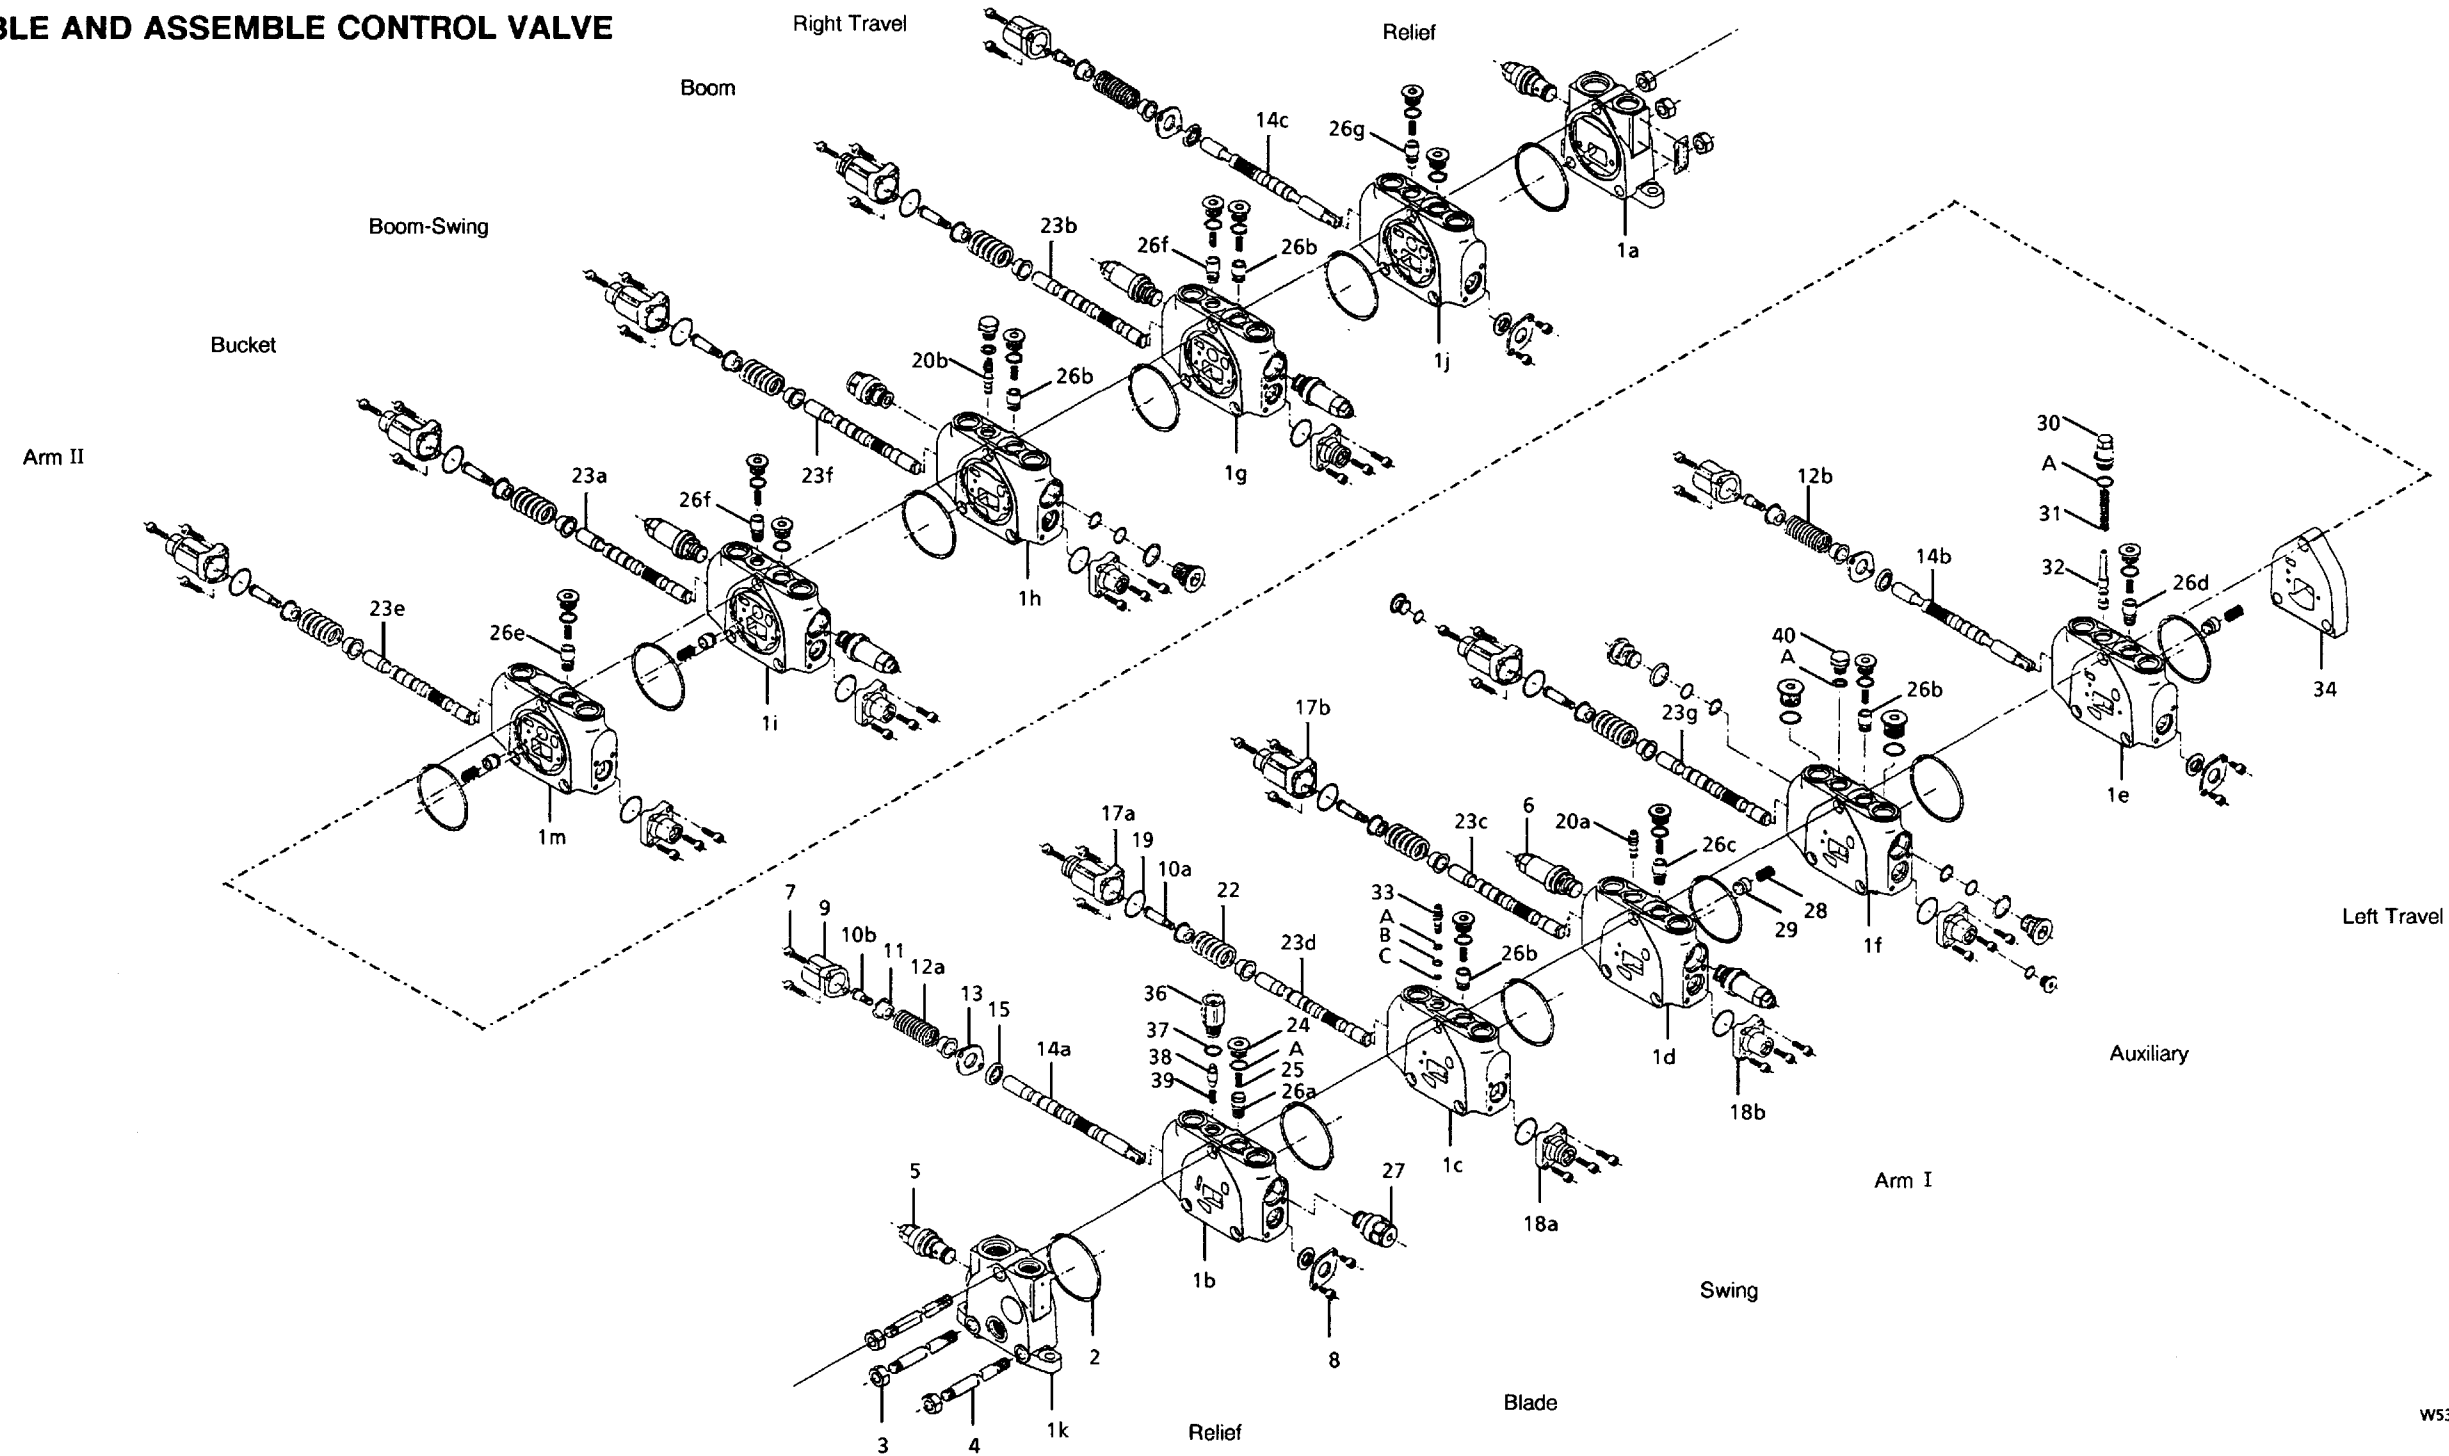 BLE AND ASSEMBLE CONTROL VALVE
Right Travel
Relief
Boom
Boom-Swing
Bucket
Arm II
14c
26g
1a
23b
26f
26b
1j
20b
26b
1g
23f
23a
26f
1h
23e
26e
1i
1m
30
A
31
32
26d
12b
14b
34
1e
40
A
26b
23g
17b
1f
Left Travel
6
20a
26c
23c
28
29
17a
19
10a
22
33
A
B
C
26b
23d
1d
18b
Auxiliary
7
9
10b
11
12a
13
15
14a
36
37
38
39
24
A
25
26a
1c
18a
Arm I
5
27
1b
8
Swing
2
3
4
1k
Relief
Blade
W53